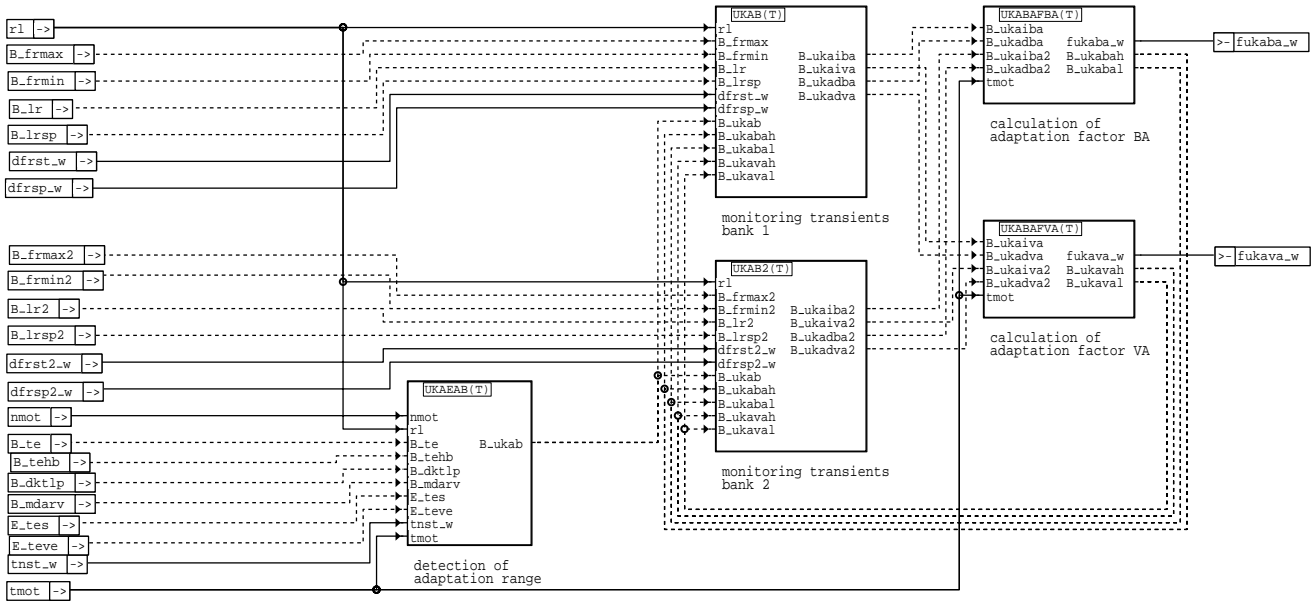 rl ->
B_frmax ->
B_frmin ->
B_lr ->
B_lrsp ->
dfrst_w ->
dfrsp_w ->
B_frmax2 ->
B_frmin2 ->
B_lr2 ->
B_lrsp2 ->
dfrst2_w ->
dfrsp2_w ->
nmot ->
B_te ->
B_tehb ->
B_dktlp ->
B_mdarv ->
E_tes ->
E_teve ->
tnst_w ->
tmot ->
UKAEAB(T)
nmot
rl
B_te B_ukab
B_tehb
B_dktlp
B_mdarv
E_tes
E_teve
tnst_w
tmot
detection of
adaptation range
UKAB(T)
rl
B_frmax
B_frmin B_ukaiba
B_lr B_ukaiva
B_lrsp B_ukadba
dfrst_w B_ukadva
dfrsp_w
B_ukab
B_ukabah
B_ukabal
B_ukavah
B_ukaval
monitoring transients
bank 1
UKAB2(T)
rl
B_frmax2
B_frmin2 B_ukaiba2
B_lr2 B_ukaiva2
B_lrsp2 B_ukadba2
dfrst2_w B_ukadva2
dfrsp2_w
B_ukab
B_ukabah
B_ukabal
B_ukavah
B_ukaval
monitoring transients
bank 2
UKABAFBA(T)
B_ukaiba
B_ukadba fukaba_w
B_ukaiba2 B_ukabah
B_ukadba2 B_ukabal
tmot
calculation of
adaptation factor BA
UKABAFVA(T)
B_ukaiva
B_ukadva fukava_w
B_ukaiva2 B_ukavah
B_ukadva2 B_ukaval
tmot
calculation of
adaptation factor VA
>- fukaba_w
>- fukava_w